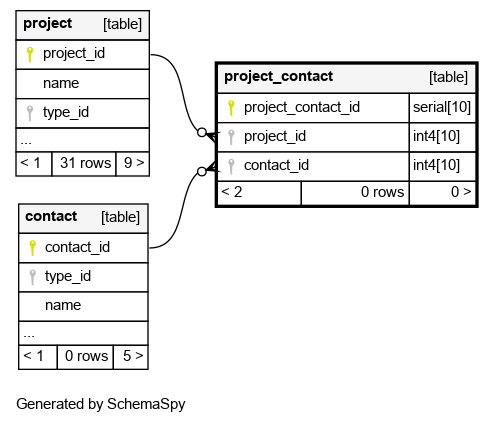 project [table]
project_id
name
type_id
...
< 1 31 rows 9 >
project_contact [table]
project_contact_id serial[10]
project_id int4[10]
contact_id int4[10]
< 2 0 rows 0 >
contact [table]
contact_id
type_id
name
...
< 1 0 rows 5 >
Generated by SchemaSpy